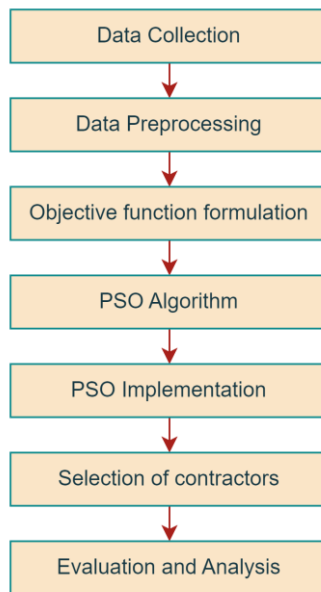 Data Collection
Data Preprocessing
Objective function formulation
PSO Algorithm
PSO Implementation
Selection of contractors
Evaluation and Analysis